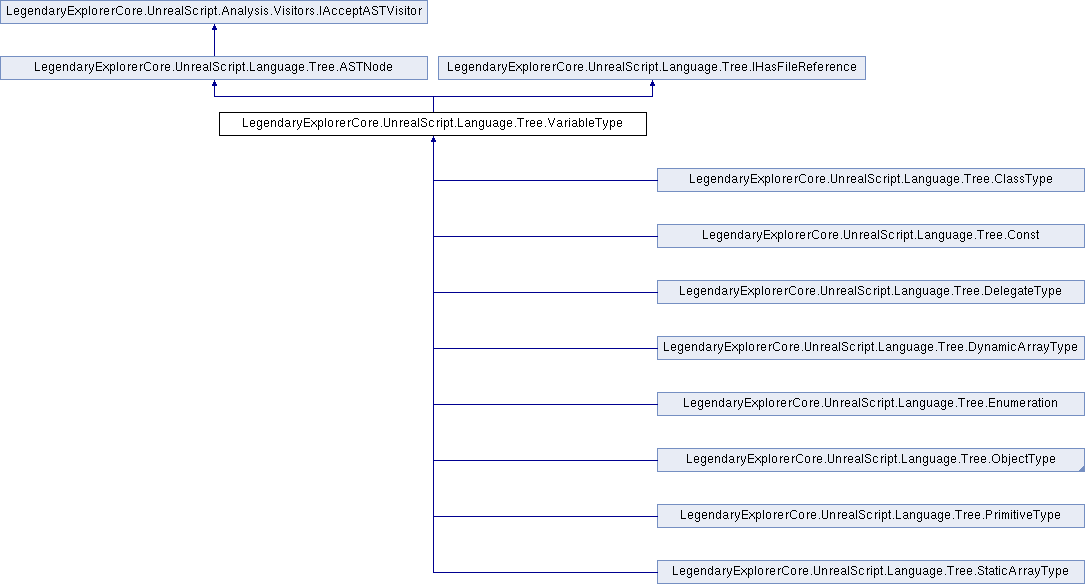 LegendaryExplorerCore.UnrealScript.Analysis.Visitors.IAcceptASTVisitor
LegendaryExplorerCore.UnrealScript.Language.Tree.ASTNode
LegendaryExplorerCore.UnrealScript.Language.Tree.IHasFileReference
LegendaryExplorerCore.UnrealScript.Language.Tree.VariableType
LegendaryExplorerCore.UnrealScript.Language.Tree.ClassType
LegendaryExplorerCore.UnrealScript.Language.Tree.Const
LegendaryExplorerCore.UnrealScript.Language.Tree.DelegateType
LegendaryExplorerCore.UnrealScript.Language.Tree.DynamicArrayType
LegendaryExplorerCore.UnrealScript.Language.Tree.Enumeration
LegendaryExplorerCore.UnrealScript.Language.Tree.ObjectType
LegendaryExplorerCore.UnrealScript.Language.Tree.PrimitiveType
LegendaryExplorerCore.UnrealScript.Language.Tree.StaticArrayType